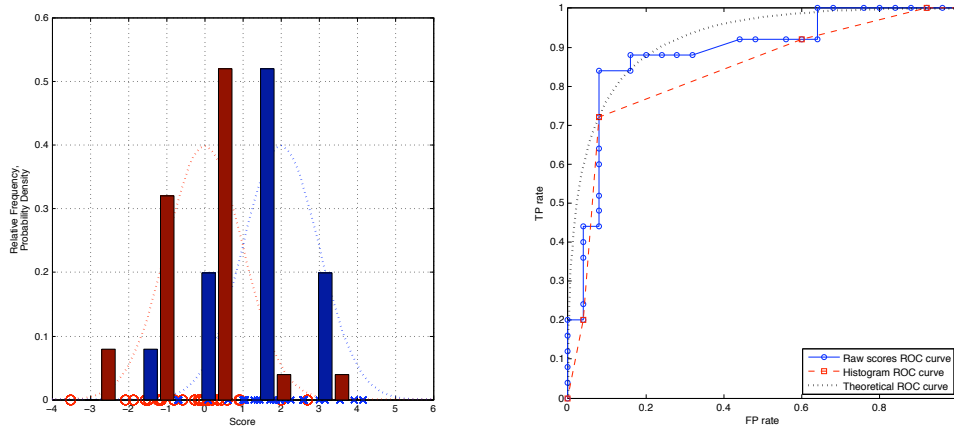 0.6
0.5
0.4
0.3
0.2
0.1
0
−4 −3 −2 −1 0 1 2 3 4 5 6
Relative Frequency,
Probability Density
Score
1
0.9
0.8
0.7
0.6
0.5
0.4
0.3
0.2
0.1
0
0 0.2 0.4 0.6 0.8
TP rate
FP rate
Raw scores ROC curve
Histogram ROC curve
Theoretical ROC curve